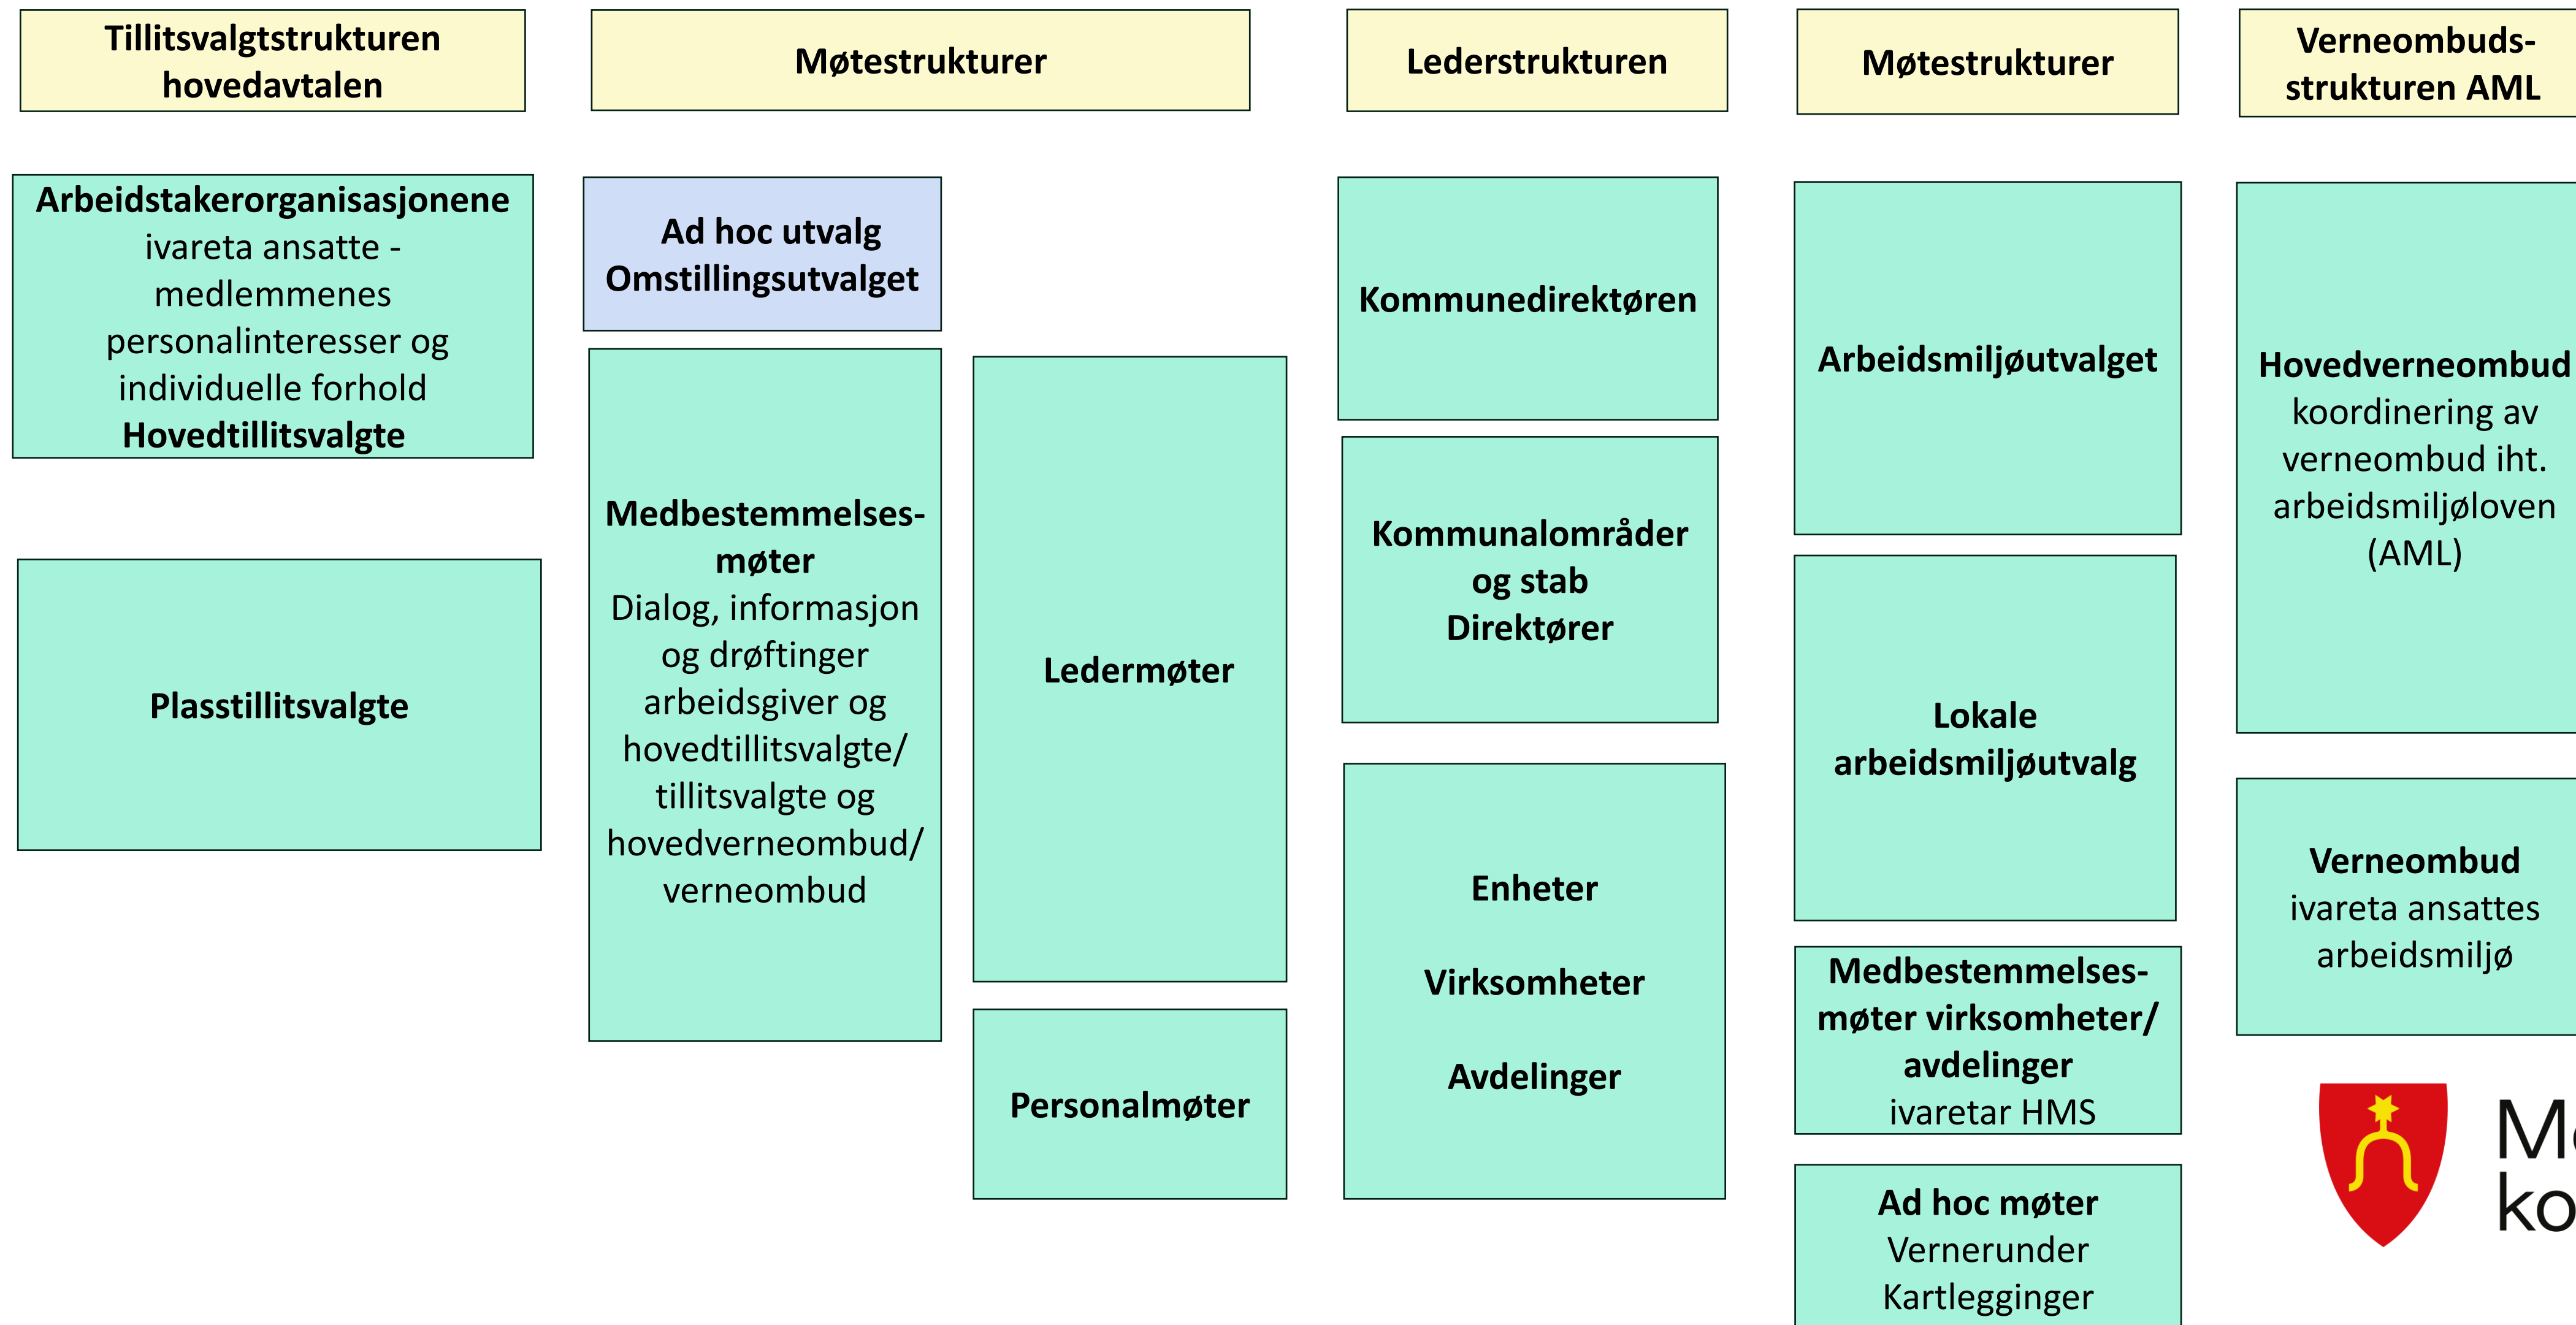 Tillitsvalgtstrukturen
hovedavtalen
Møtestrukturer
Lederstrukturen
Møtestrukturer
Verneombuds-
strukturen AML
Arbeidstakerorganisasjonene
ivareta ansatte -
medlemmenes
personalinteresser og
individuelle forhold
Hovedtillitsvalgte
Plasstillitsvalgte
Ad hoc utvalg
Omstillingsutvalget
Medbestemmelses-
møter
Dialog, informasjon
og drøftinger
arbeidsgiver og
hovedtillitsvalgte/
tillitsvalgte og
hovedverneombud/
verneombud
Ledermøter
Personalmøter
Kommunedirektøren
Kommunalområder
og stab
Direktører
Enheter
Virksomheter
Avdelinger
Arbeidsmiljøutvalget
Lokale
arbeidsmiljøutvalg
Medbestemmelses-
møter virksomheter/
avdelinger
ivaretar HMS
Ad hoc møter
Vernerunder
Kartlegginger
Hovedverneombud
koordinering av
verneombud iht.
arbeidsmiljøloven
(AML)
Verneombud
ivareta ansattes
arbeidsmiljø